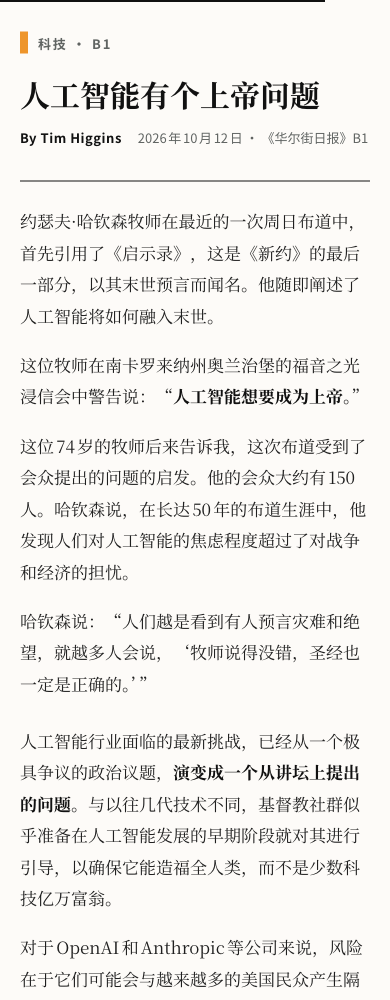 科技 · B1
人工智能有个上帝问题
By Tim Higgins 2026年10月12日 · 《华尔街日报》B1
约瑟夫·哈钦森牧师在最近的一次周日布道中，
首先引用了《启示录》，这是《新约》的最后
一部分，以其末世预言而闻名。他随即阐述了
人工智能将如何融入末世。
这位牧师在南卡罗来纳州奥兰治堡的福音之光
浸信会中警告说：“人工智能想要成为上帝。”
这位74岁的牧师后来告诉我，这次布道受到了
会众提出的问题的启发。他的会众大约有150
人。哈钦森说，在长达50年的布道生涯中，他
发现人们对人工智能的焦虑程度超过了对战争
和经济的担忧。
哈钦森说：“人们越是看到有人预言灾难和绝
望，就越多人会说，‘牧师说得没错，圣经也
一定是正确的。’”
人工智能行业面临的最新挑战，已经从一个极
具争议的政治议题，演变成一个从讲坛上提出
的问题。与以往几代技术不同，基督教社群似
乎准备在人工智能发展的早期阶段就对其进行
引导，以确保它能造福全人类，而不是少数科
技亿万富翁。
对于OpenAI和Anthropic等公司来说，风险
在于它们可能会与越来越多的美国民众产生隔